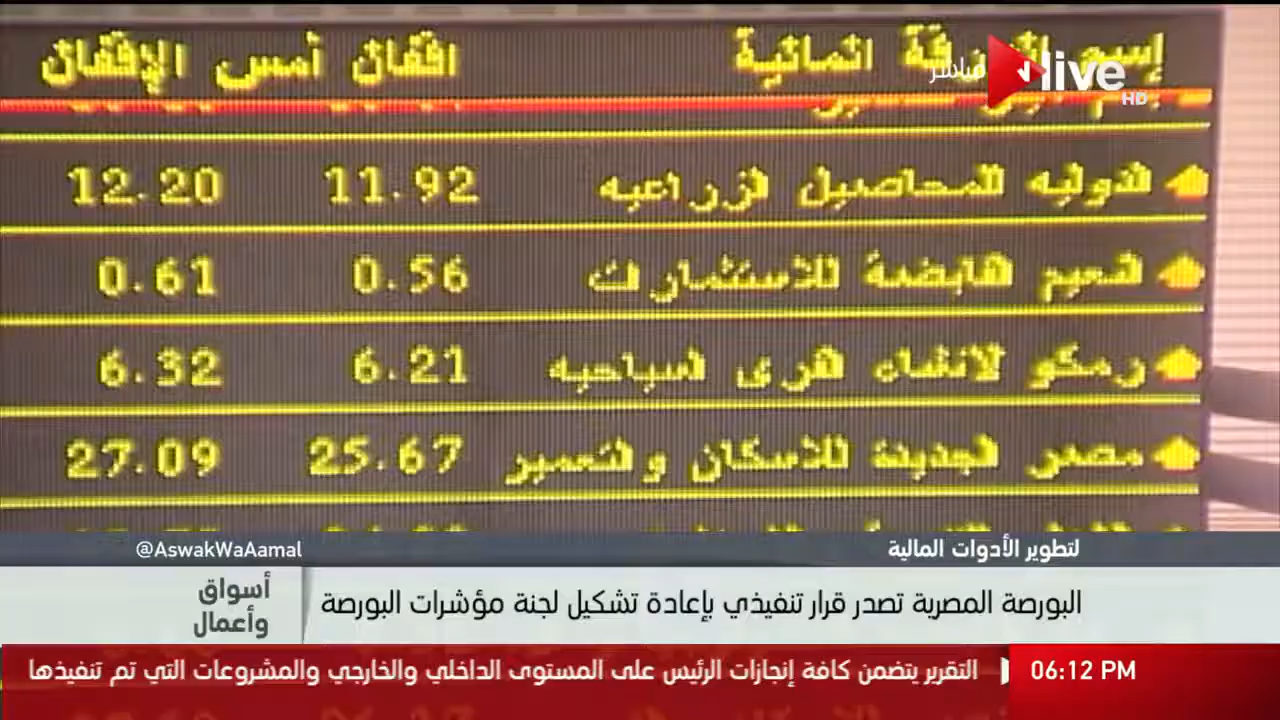 إسم الورقة المالية اقفال أمس الإقفال
مباشر live HD
الدوليه للمحاصيل الزراعيه 11.92 12.20
النعيم القابضة للاستثمارات 0.56 0.61
رمكو لانشاء القرى السياحيه 6.21 6.32
مصر الجديدة للاسكان والتعمير 25.67 27.09
لتطوير الأدوات المالية
@AswakWaAamal
البورصة المصرية تصدر قرار تنفيذي بإعادة تشكيل لجنة مؤشرات البورصة
أسواق
وأعمال
التقرير يتضمن كافة إنجازات الرئيس على المستوى الداخلي والخارجي والمشروعات التي تم تنفيذها
06:12 PM